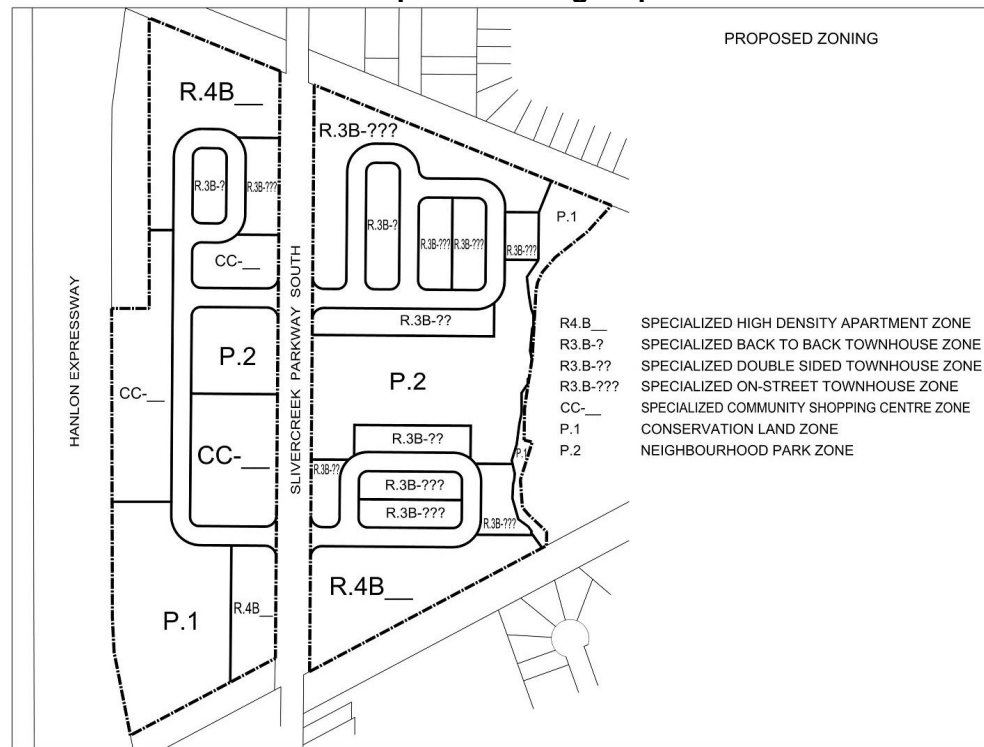 PROPOSED ZONING
R.4B__
R.3B-???
R.3B-?
R.3B-???
R.3B-?
R.3B-???
R.3B-???
R.3B-???
P.1
CC-__
HANLON EXPRESSWAY
SLIVERCREEK PARKWAY SOUTH
R.3B-??
P.2
P.2
CC-__
CC-__
R.3B-??
R.3B-??
R.3B-???
R.3B-???
R.3B-???
P.1
R.4B__
P.1
R.4B__
R4.B__ SPECIALIZED HIGH DENSITY APARTMENT ZONE
R3.B-? SPECIALIZED BACK TO BACK TOWNHOUSE ZONE
R3.B-?? SPECIALIZED DOUBLE SIDED TOWNHOUSE ZONE
R3.B-??? SPECIALIZED ON-STREET TOWNHOUSE ZONE
CC-__ SPECIALIZED COMMUNITY SHOPPING CENTRE ZONE
P.1 CONSERVATION LAND ZONE
P.2 NEIGHBOURHOOD PARK ZONE